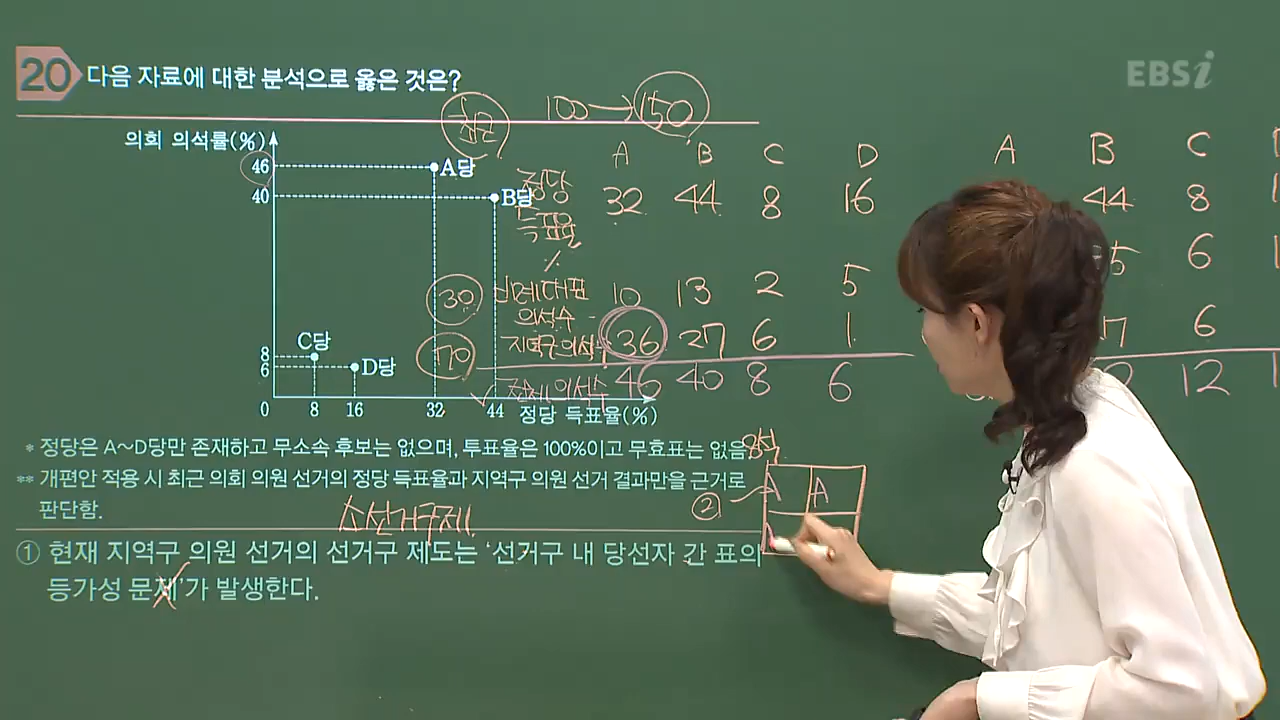 20 다음 자료에 대한 분석으로 옳은 것은?
EBSi
최근 100→150
의회 의석률(%)
46 A당
40 B당
C당
8
6 D당
0 8 16 32 44 정당 득표율(%)
A B C D
정당 득표율 % 32 44 8 16
30 비례대표 의석수 10 13 2 5
70 지역구 의석수 36 27 6 1
전체 의석수 46 40 8 6
A B C
44 8
5 6
17 6
12
* 정당은 A~D당만 존재하고 무소속 후보는 없으며, 투표율은 100%이고 무효표는 없음.
** 개편안 적용 시 최근 의회 의원 선거의 정당 득표율과 지역구 의원 선거 결과만을 근거로
판단함.
소선거구제
② A A
① 현재 지역구 의원 선거의 선거구 제도는 ‘선거구 내 당선자 간 표의
등가성 문제’가 발생한다.